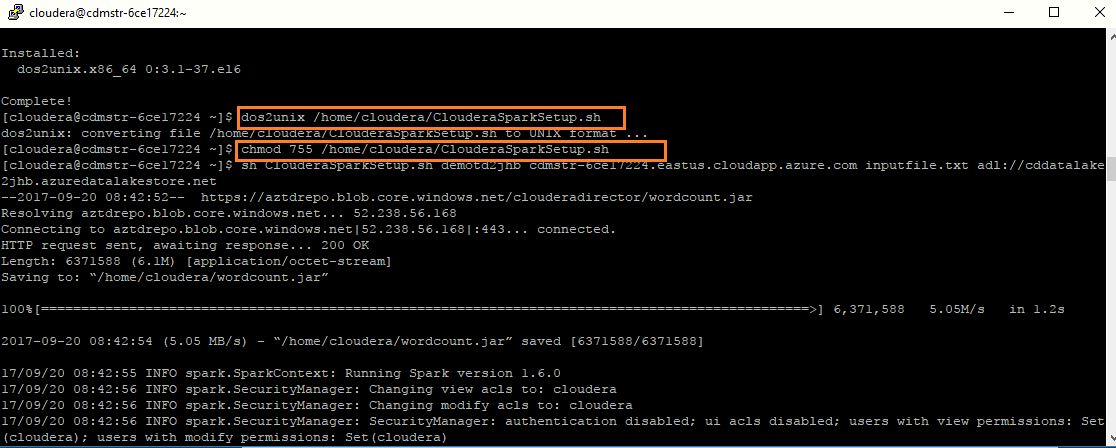 cloudera@cdmstr-6ce17224:~
Installed:
dos2unix.x86_64 0:3.1-37.el6
Complete!
[cloudera@cdmstr-6ce17224 ~]$ dos2unix /home/cloudera/ClouderaSparkSetup.sh
dos2unix: converting file /home/cloudera/ClouderaSparkSetup.sh to UNIX format ...
[cloudera@cdmstr-6ce17224 ~]$ chmod 755 /home/cloudera/ClouderaSparkSetup.sh
[cloudera@cdmstr-6ce17224 ~]$ sh ClouderaSparkSetup.sh demotd2jhb cdmstr-6ce17224.eastus.cloudapp.azure.com inputfile.txt adl://cddatalake
2jhb.azuredatalakestore.net
--2017-09-20 08:42:52--  https://aztdrepo.blob.core.windows.net/clouderadirector/wordcount.jar
Resolving aztdrepo.blob.core.windows.net... 52.238.56.168
Connecting to aztdrepo.blob.core.windows.net|52.238.56.168|:443... connected.
HTTP request sent, awaiting response... 200 OK
Length: 6371588 (6.1M) [application/octet-stream]
Saving to: “/home/cloudera/wordcount.jar”
100%[================================================================================================>] 6,371,588   5.05M/s   in 1.2s
2017-09-20 08:42:54 (5.05 MB/s) - “/home/cloudera/wordcount.jar” saved [6371588/6371588]
17/09/20 08:42:55 INFO spark.SparkContext: Running Spark version 1.6.0
17/09/20 08:42:56 INFO spark.SecurityManager: Changing view acls to: cloudera
17/09/20 08:42:56 INFO spark.SecurityManager: Changing modify acls to: cloudera
17/09/20 08:42:56 INFO spark.SecurityManager: SecurityManager: authentication disabled; ui acls disabled; users with view permissions: Set
(cloudera); users with modify permissions: Set(cloudera)